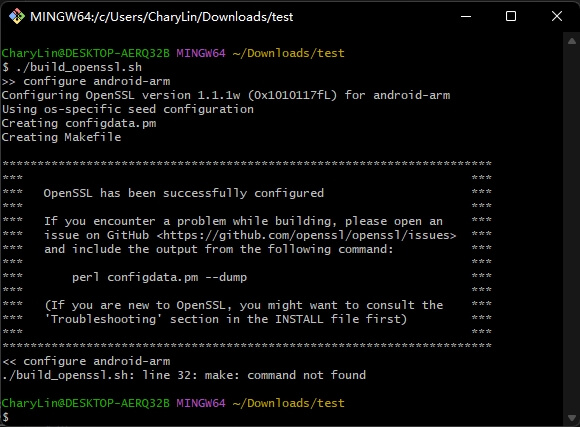 MINGW64:/c/Users/CharyLin/Downloads/test
CharyLin@DESKTOP-AERQ32B MINGW64 ~/Downloads/test
$ ./build_openssl.sh
>> configure android-arm
Configuring OpenSSL version 1.1.1w (0x1010117fL) for android-arm
Using os-specific seed configuration
Creating configdata.pm
Creating Makefile
**********************************************************************
***                                                                ***
***   OpenSSL has been successfully configured                     ***
***                                                                ***
***   If you encounter a problem while building, please open an    ***
***   issue on GitHub <https://github.com/openssl/openssl/issues>  ***
***   and include the output from the following command:           ***
***                                                                ***
***       perl configdata.pm --dump                                ***
***                                                                ***
***   (If you are new to OpenSSL, you might want to consult the    ***
***   'Troubleshooting' section in the INSTALL file first)         ***
***                                                                ***
**********************************************************************
<< configure android-arm
./build_openssl.sh: line 32: make: command not found
CharyLin@DESKTOP-AERQ32B MINGW64 ~/Downloads/test
$